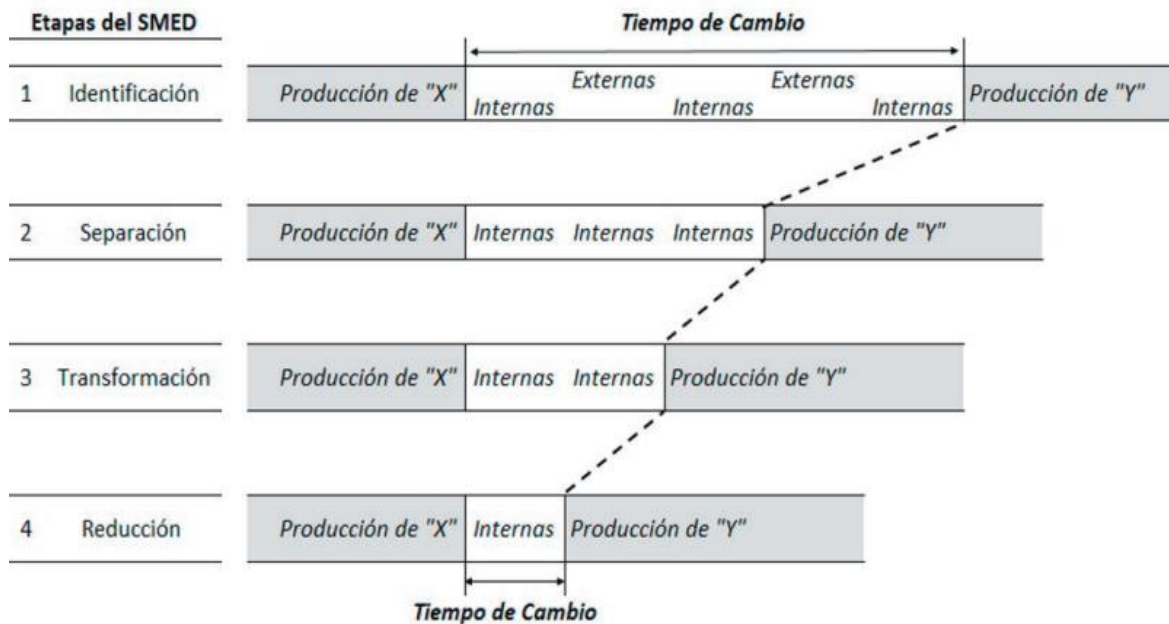 Etapas del SMED
Tiempo de Cambio
1 Identificación Producción de "X" Internas Externas Internas Externas Internas Producción de "Y"
2 Separación Producción de "X" Internas Internas Internas Producción de "Y"
3 Transformación Producción de "X" Internas Internas Producción de "Y"
4 Reducción Producción de "X" Internas Producción de "Y"
Tiempo de Cambio